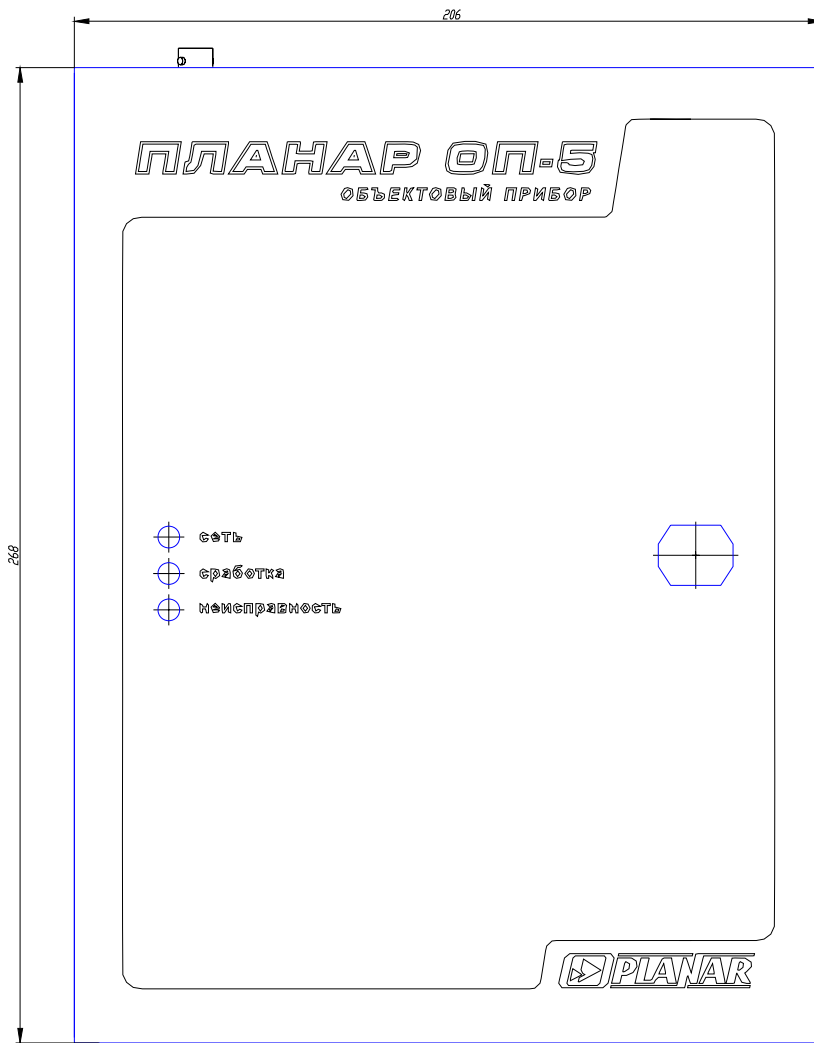 206
ПЛАНАР ОП-5
ОБЪЕКТОВЫЙ ПРИБОР
268
сеть
сработка
неисправность
PLANAR